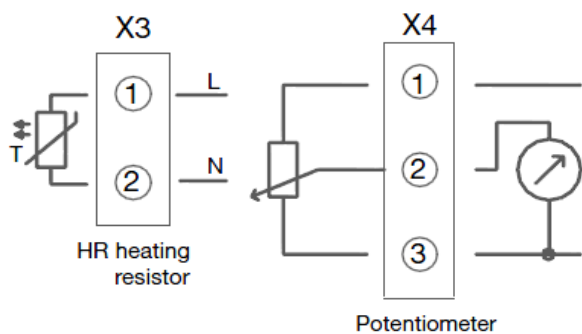 X3
X4
1
L
1
T
2
N
2
3
HR heating
resistor
Potentiometer